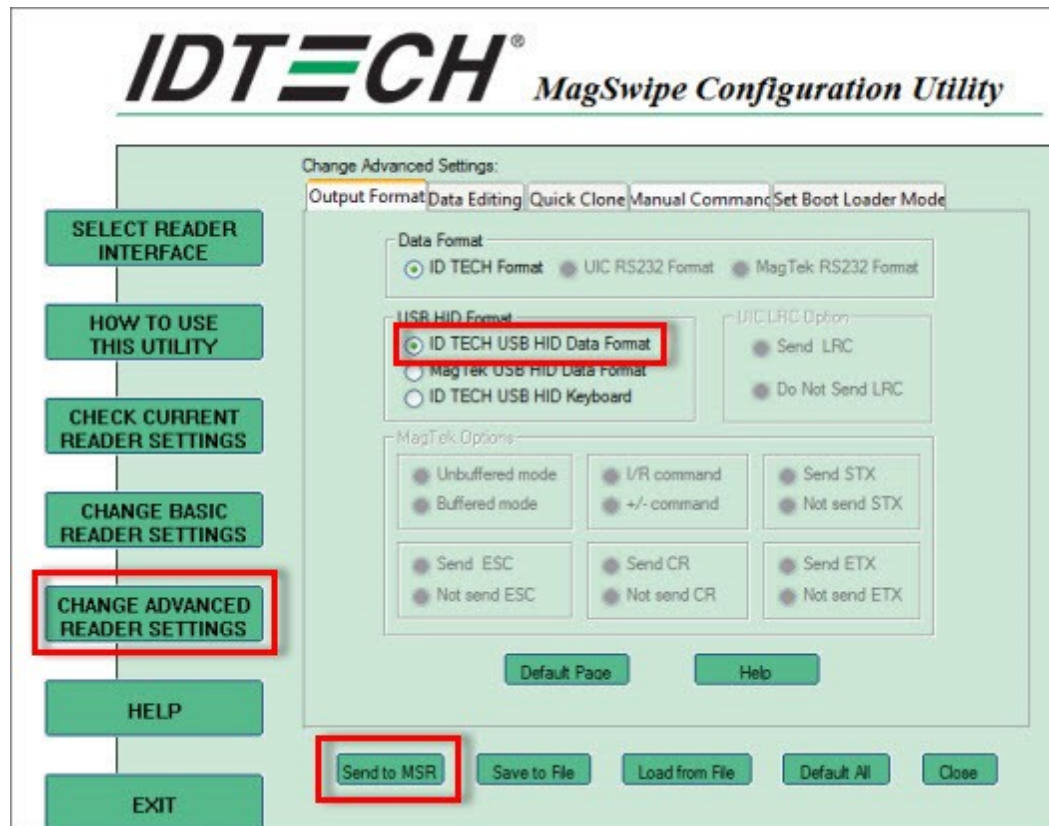 IDTECH®
MagSwipe Configuration Utility
Change Advanced Settings:
Output Format Data Editing Quick Clone Manual Command Set Boot Loader Mode
SELECT READER
INTERFACE
HOW TO USE
THIS UTILITY
CHECK CURRENT
READER SETTINGS
CHANGE BASIC
READER SETTINGS
CHANGE ADVANCED
READER SETTINGS
HELP
EXIT
Data Format
ID TECH Format UIC RS232 Format MagTek RS232 Format
USB HID Format
ID TECH USB HID Data Format
MagTek USB HID Data Format
ID TECH USB HID Keyboard
UIC LRC Option
Send LRC
Do Not Send LRC
MagTek Options
Unbuffered mode
Buffered mode
I/R command
+/- command
Send STX
Not send STX
Send ESC
Not send ESC
Send CR
Not send CR
Send ETX
Not send ETX
Default Page Help
Send to MSR Save to File Load from File Default All Close